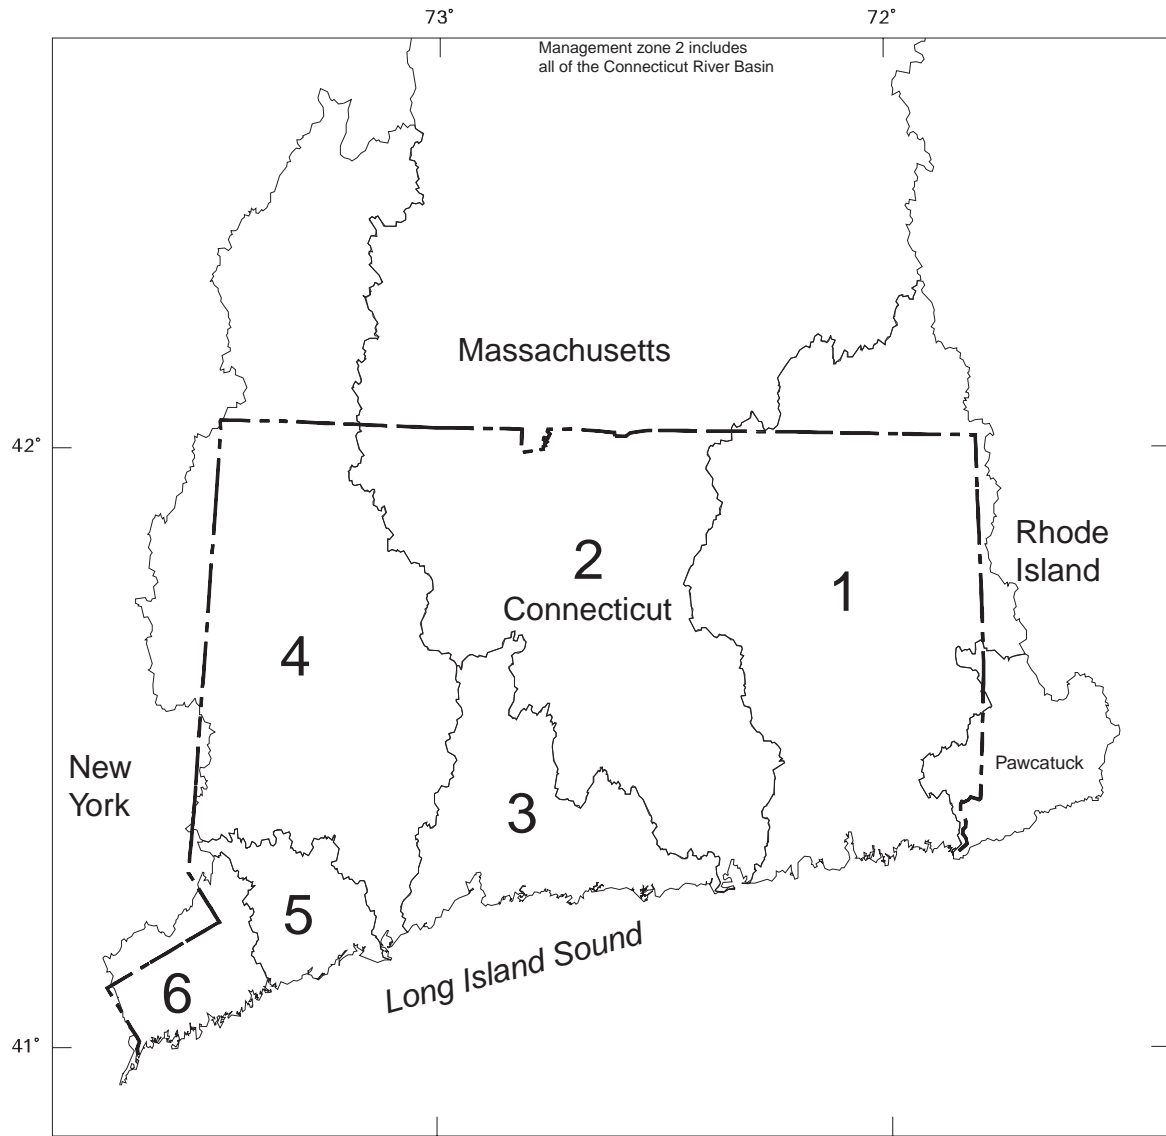 73° 72°
Management zone 2 includes
all of the Connecticut River Basin
Massachusetts
42°
Rhode
Island
2
1
Connecticut
4
New
York
Pawcatuck
3
5
Long Island Sound
6
41°